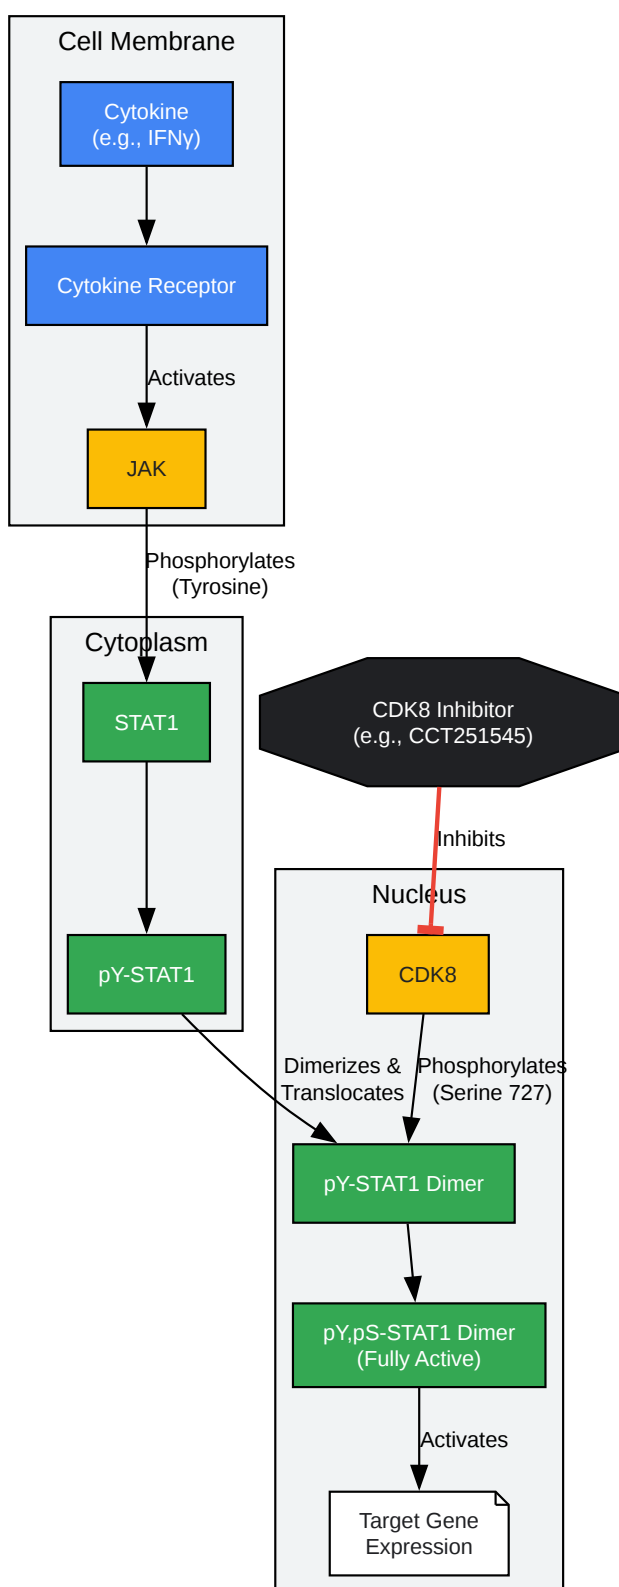 Cell Membrane
Cytokine
(e.g., IFNγ)
Cytokine Receptor
Activates
JAK
Phosphorylates
(Tyrosine)
Cytoplasm
STAT1
CDK8 Inhibitor
(e.g., CCT251545)
Inhibits
Nucleus
pY-STAT1
CDK8
Dimerizes &
Translocates
Phosphorylates
(Serine 727)
pY-STAT1 Dimer
pY,pS-STAT1 Dimer
(Fully Active)
Activates
Target Gene
Expression